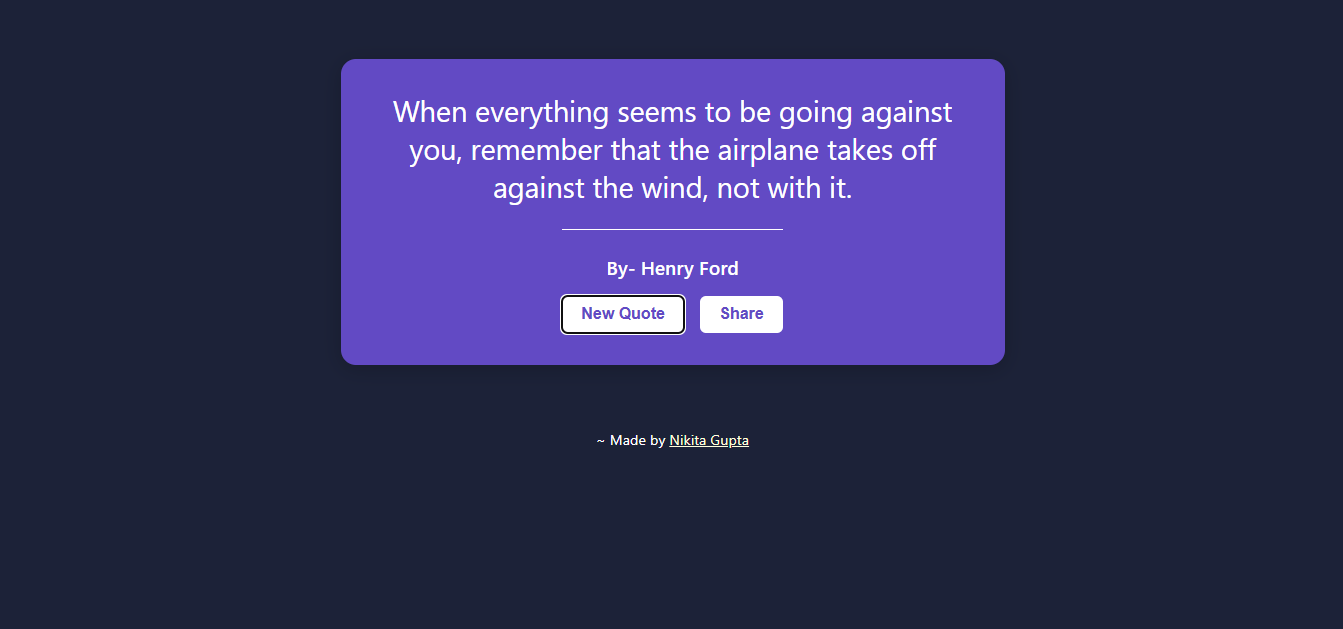 When everything seems to be going against
you, remember that the airplane takes off
against the wind, not with it.
By- Henry Ford
New Quote
Share
~ Made by Nikita Gupta